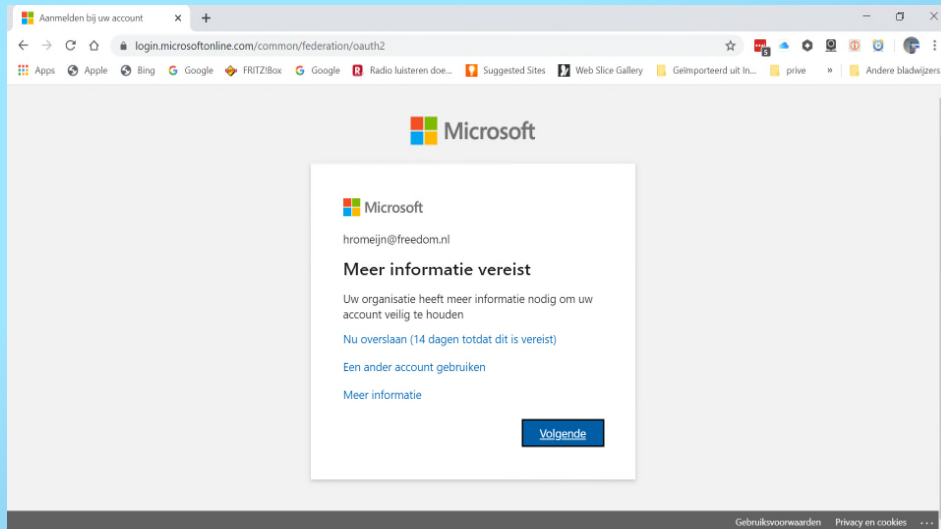 Aanmelden bij uw account
login.microsoftonline.com/common/federation/oauth2
5
Apps Apple Bing Google FRITZ!Box Google Radio luisteren doe... Suggested Sites Web Slice Gallery Geïmporteerd uit In... prive » Andere bladwijzers
Microsoft
Microsoft
hromeijn@freedom.nl
Meer informatie vereist
Uw organisatie heeft meer informatie nodig om uw
account veilig te houden
Nu overslaan (14 dagen totdat dit is vereist)
Een ander account gebruiken
Meer informatie
Volgende
Gebruiksvoorwaarden Privacy en cookies ...